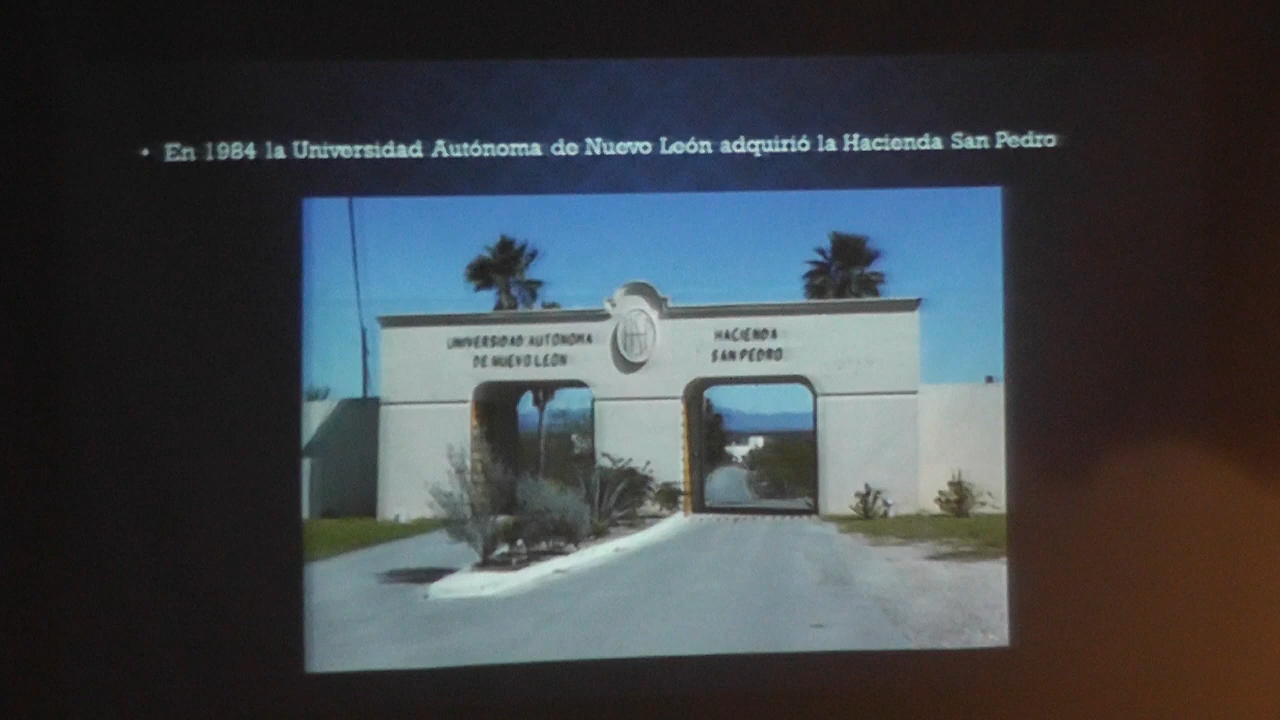 • En 1984 la Universidad Autónoma de Nuevo León adquirió la Hacienda San Pedro
UNIVERSIDAD AUTONOMA
DE NUEVO LEON
HACIENDA
SAN PEDRO